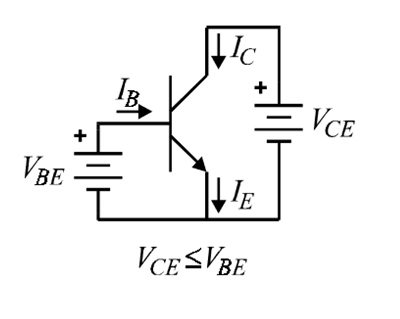 I_C
I_B
+
+
V_CE
V_BE
I_E
V_CE ≤ V_BE